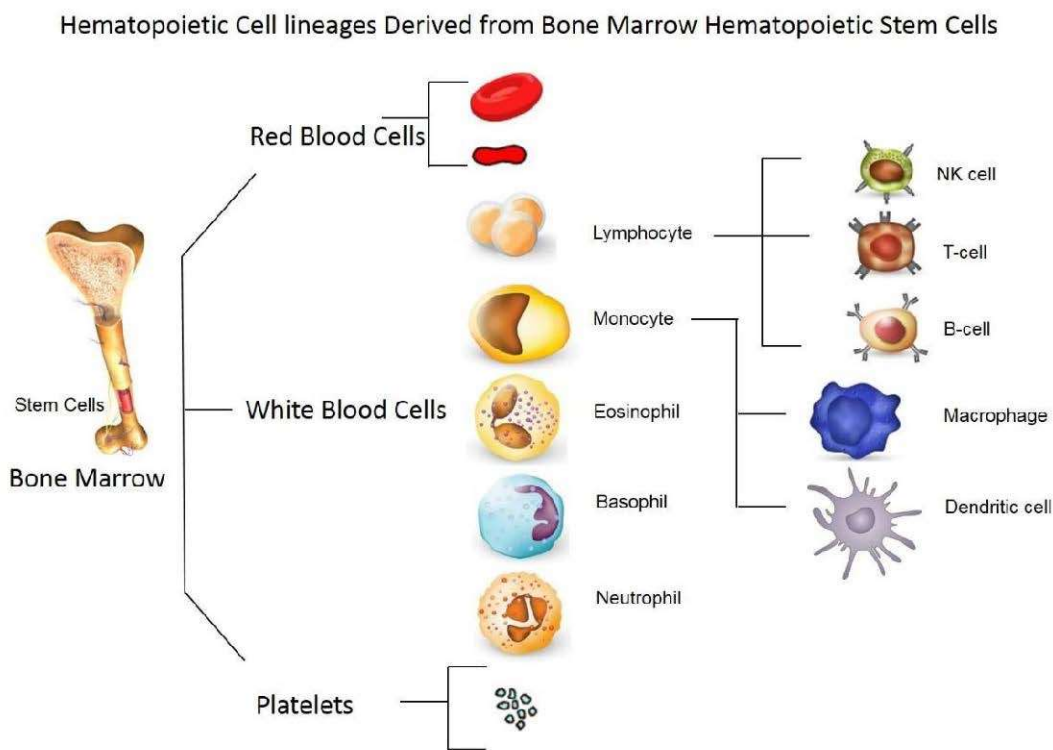 Hematopoietic Cell lineages Derived from Bone Marrow Hematopoietic Stem Cells
Red Blood Cells
NK cell
Lymphocyte
T-cell
Monocyte
B-cell
Stem Cells
White Blood Cells
Eosinophil
Macrophage
Bone Marrow
Basophil
Dendritic cell
Neutrophil
Platelets